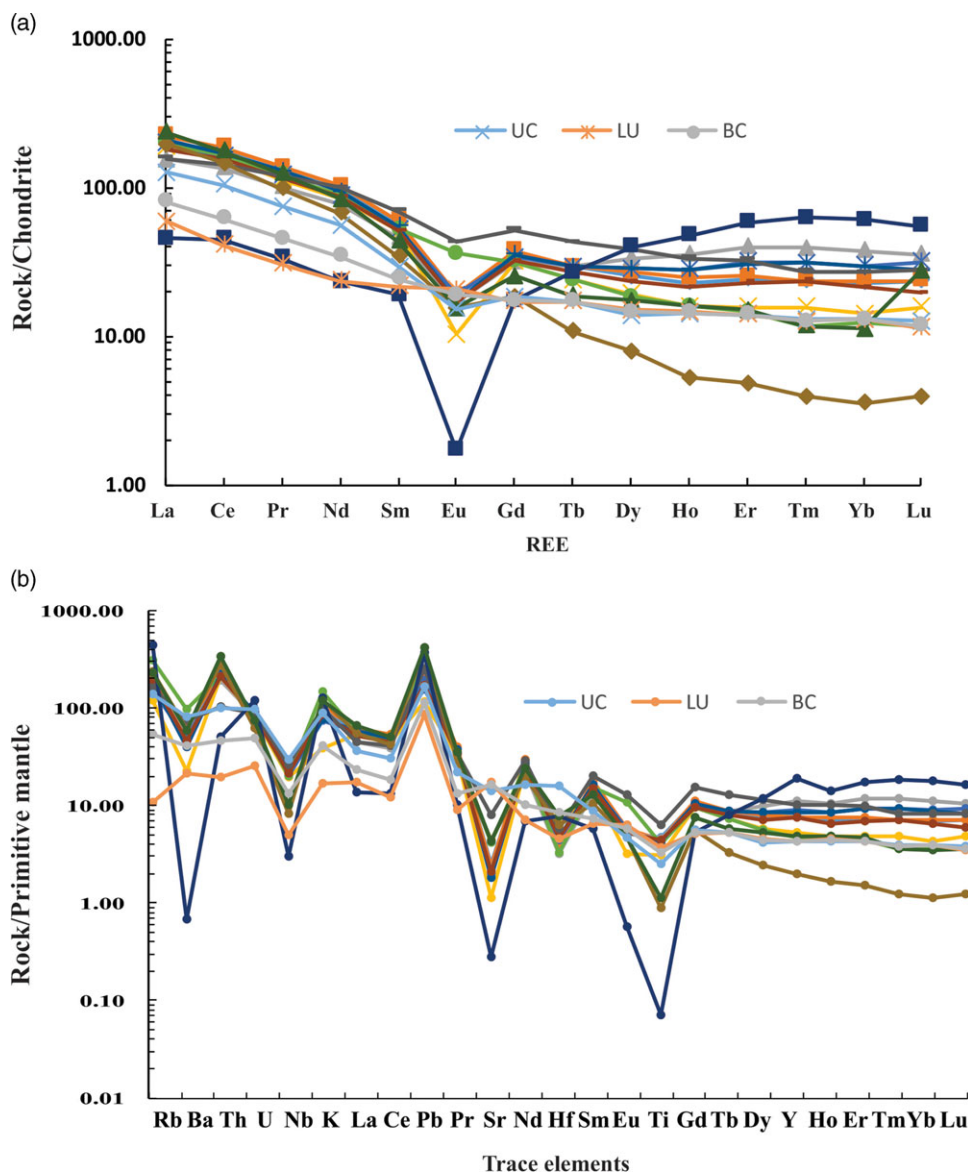 (a)
1000.00
100.00
10.00
1.00
Rock/Chondrite
UC LU BC
La Ce Pr Nd Sm Eu Gd Tb Dy Ho Er Tm Yb Lu
REE
(b)
1000.00
100.00
10.00
1.00
0.10
0.01
Rock/Primitive mantle
UC LU BC
Rb Ba Th U Nb K La Ce Pb Pr Sr Nd Hf Sm Eu Ti Gd Tb Dy Y Ho Er Tm Yb Lu
Trace elements